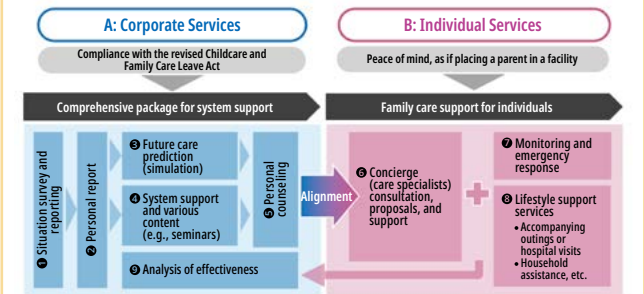 A: Corporate Services
B: Individual Services
Compliance with the revised Childcare and
Family Care Leave Act
Peace of mind, as if placing a parent in a facility
Comprehensive package for system support
Family care support for individuals
❶ Situation survey and
reporting
❷ Personal report
❸ Future care
prediction
(simulation)
❹ System support
and various
content
(e.g., seminars)
❺ Personal
counseling
❾ Analysis of effectiveness
Alignment
❻ Concierge
(care specialists)
consultation,
proposals, and
support
❼ Monitoring and
emergency
response
❽ Lifestyle support
services
• Accompanying
outings or
hospital visits
• Household
assistance, etc.